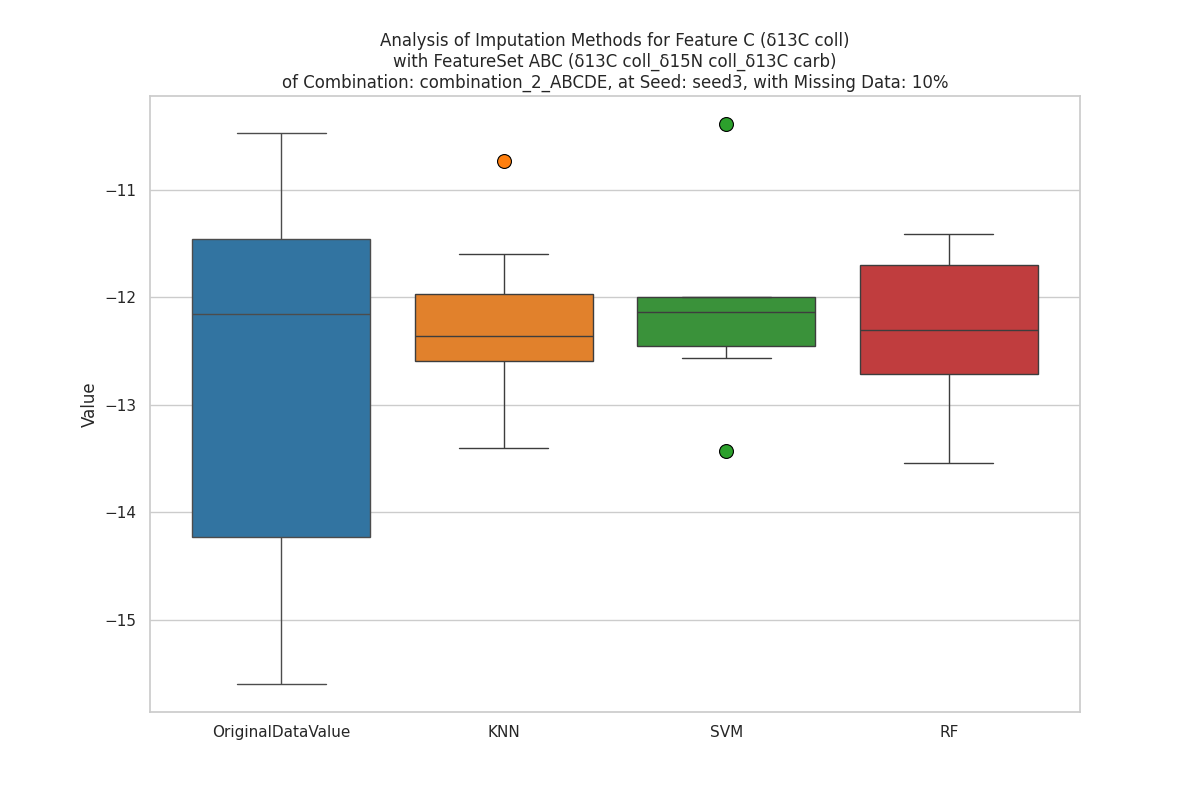 Analysis of Imputation Methods for Feature C (δ13C coll)
with FeatureSet ABC (δ13C coll_δ15N coll_δ13C carb)
of Combination: combination_2_ABCDE, at Seed: seed3, with Missing Data: 10%
Value
−11
−12
−13
−14
−15
OriginalDataValue
KNN
SVM
RF